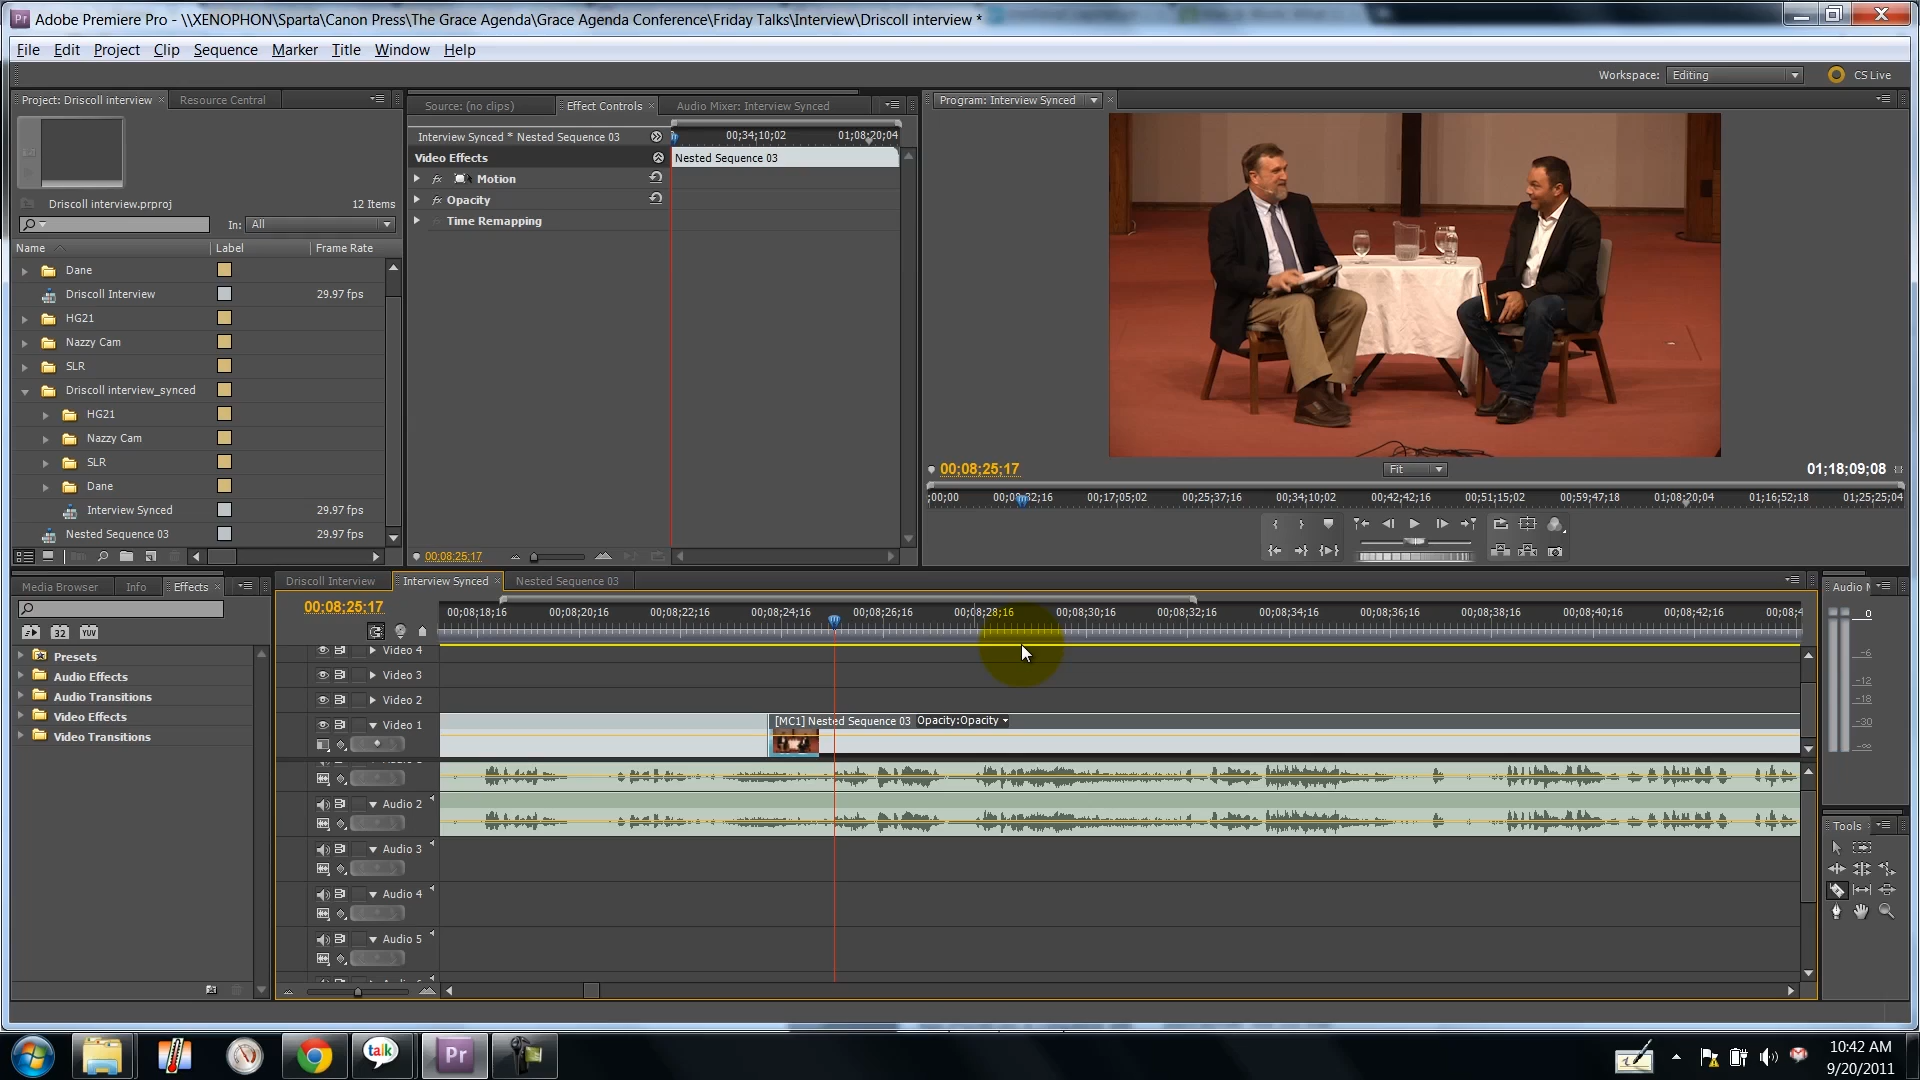 Adobe Premiere Pro - \\XENOPHON\Sparta\Canon Press\The Grace Agenda\Grace Agenda Conference\Friday Talks\Interview\Driscoll interview *
File Edit Project Clip Sequence Marker Title Window Help
Workspace: Editing CS Live
Project: Driscoll interview Resource Central
Driscoll interview.prproj 12 Items
In: All
Name Label Frame Rate
Dane
Driscoll Interview 29.97 fps
HG21
Nazzy Cam
SLR
Driscoll interview_synced
HG21
Nazzy Cam
SLR
Dane
Interview Synced 29.97 fps
Nested Sequence 03 29.97 fps
Source: (no clips) Effect Controls Audio Mixer: Interview Synced
Interview Synced * Nested Sequence 03 00;34;10;02 01;08;20;04
Video Effects Nested Sequence 03
fx Motion
fx Opacity
Time Remapping
00:08:25:17
Program: Interview Synced
00;08;25;17 Fit 01;18;09;08
;00;00 00;08;32;16 00;17;05;02 00;25;37;16 00;34;10;02 00;42;42;16 00;51;15;02 00;59;47;18 01;08;20;04 01;16;52;18 01;25;25;04
Media Browser Info Effects
32 YUV
Presets
Audio Effects
Audio Transitions
Video Effects
Video Transitions
Driscoll Interview Interview Synced Nested Sequence 03
00:08:25:17 00;08;18;16 00;08;20;16 00;08;22;16 00;08;24;16 00;08;26;16 00;08;28;16 00;08;30;16 00;08;32;16 00;08;34;16 00;08;36;16 00;08;38;16 00;08;40;16 00;08;42;16 00;08;4
Video 4
Video 3
Video 2
Video 1 [MC1] Nested Sequence 03 Opacity:Opacity
Audio 2
Audio 3
Audio 4
Audio 5
Audio M
0
-6
-12
-18
-30
-∞
Tools
talk Pr
10:42 AM
9/20/2011